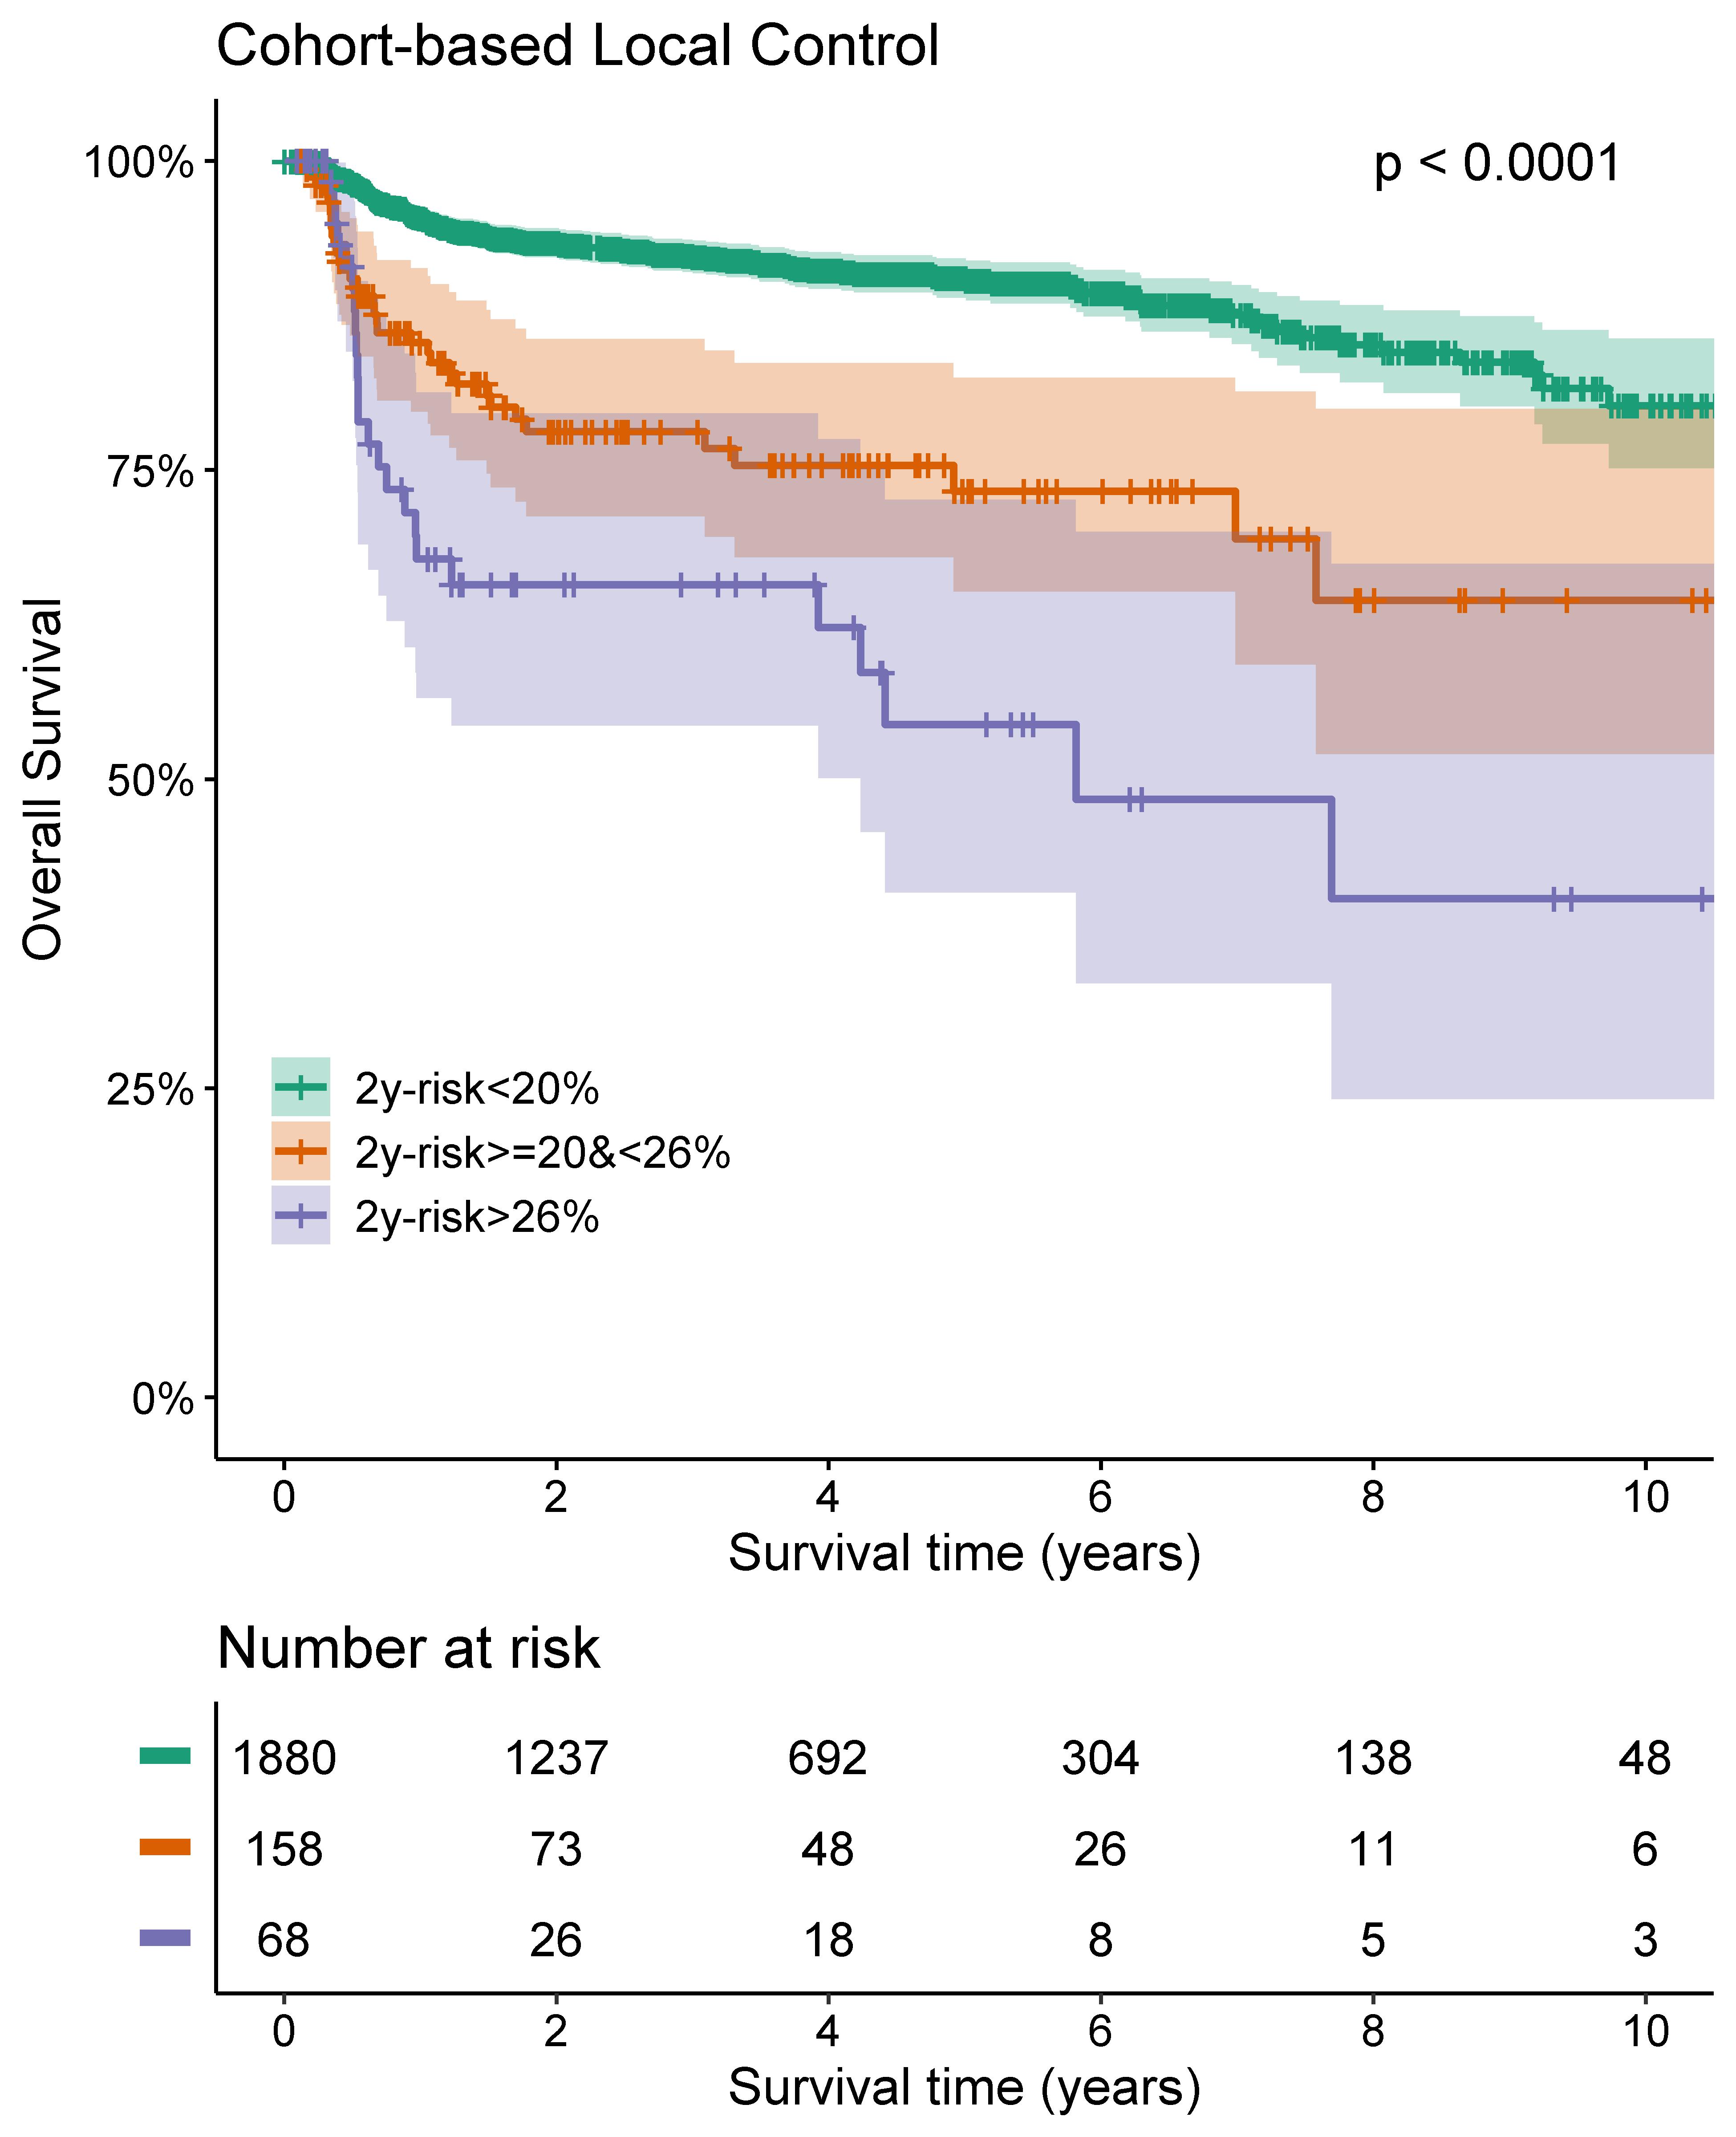 Cohort-based Local Control
p < 0.0001
Overall Survival
100%
75%
50%
25%
0%
2y-risk<20%
2y-risk>=20&<26%
2y-risk>26%
0 2 4 6 8 10
Survival time (years)
Number at risk
1880 1237 692 304 138 48
158 73 48 26 11 6
68 26 18 8 5 3
0 2 4 6 8 10
Survival time (years)